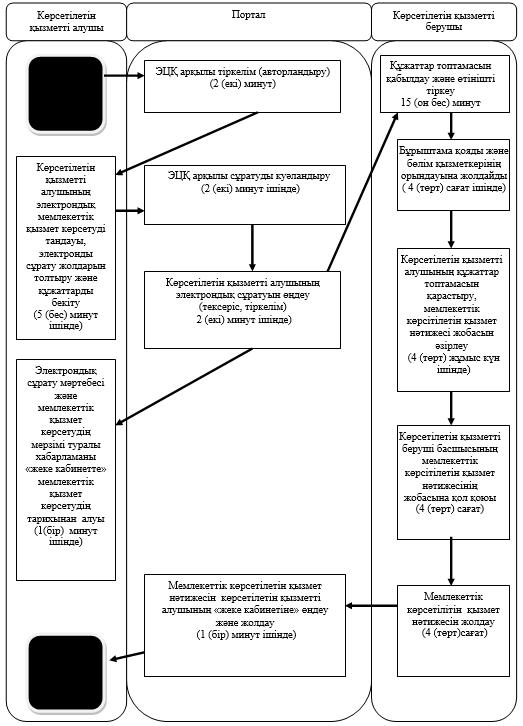 Көрсетілетін
қызметті алушы
Портал
Көрсетілетін қызметті
берушы
ЭЦҚ арқылы тіркелім (авторландыру)
(2 (екі) минут)
Құжаттар топтамасын
қабылдау және өтінішті
тіркеу
15 (он бес) минут
Көрсетілетін
қызметті
алушының
электрондық
мемлекеттік
қызмет көрсетуді
таңдауы,
электронды
сұрату жолдарын
толтыру және
құжаттарды
бекіту
(5 (бес) минут
ішінде)
ЭЦҚ арқылы сұратуды куәландыру
(2 (екі) минут ішінде)
Бұрыштама қояды және
бөлім қызметкерінің
орындауына жолдайды
( 4 (төрт) сағат ішінде)
Көрсетілетін қызметті алушының
электрондық сұратуын өңдеу
(тексеріс, тіркелім)
2 (екі) минут ішінде)
Көрсетілетін қызметті
алушының құжаттар
топтамасын
қарастыру,
мемлекеттік
көрсітілетін қызмет
нәтижесі жобасын
әзірлеу
(4 (төрт) жұмыс күн
ішінде)
Электрондық
сұрату мәртебесі
және
мемлекеттік
қызмет
көрсетудің
мерзімі туралы
хабарламаны
«жеке кабинетте»
мемлекеттік
қызмет
көрсетудің
тарихынан алуы
(1(бір) минут
ішінде)
Көрсетілетін қызметті
беруші басшысының
мемлекеттік
көрсітілетін қызмет
нәтижесінің
жобасына қол қоюы
(4 (төрт) сағат)
Мемлекеттік көрсетілетін қызмет
нәтижесін көрсетілетін қызметті
алушының «жеке кабинетіне» өңдеу
және жолдау
(1 (бір) минут ішінде)
Мемлекеттік
көрсетілітін қызмет
нәтижесін жолдау
(4 (төрт)сағат)